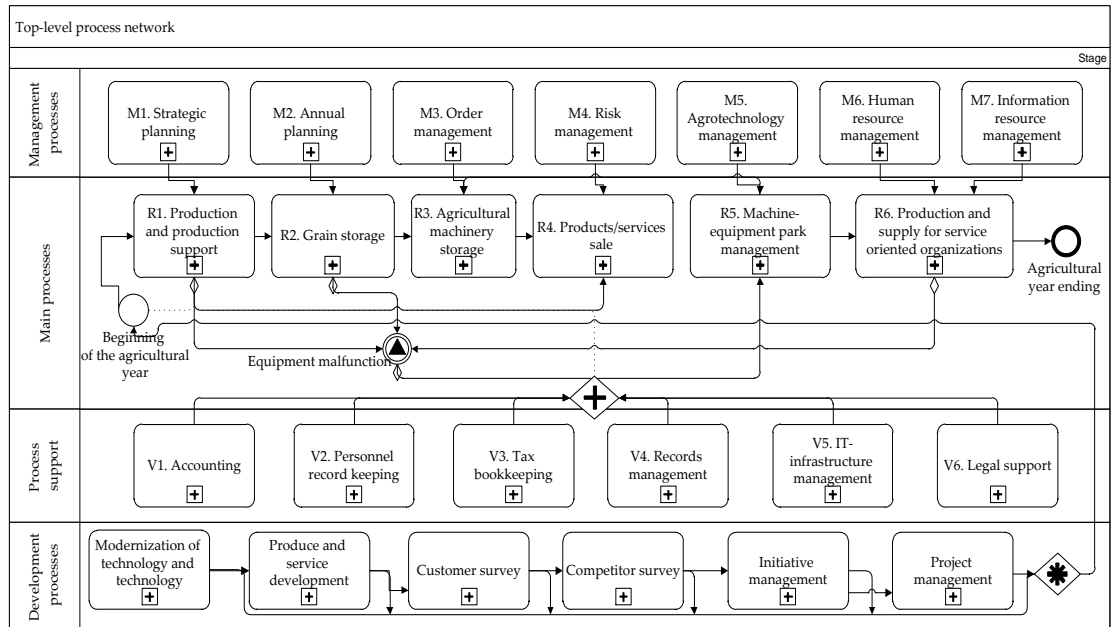 Top-level process network
Stage
Management
processes
M1. Strategic
planning
M2. Annual
planning
M3. Order
management
M4. Risk
management
M5.
Agrotechnology
management
M6. Human
resource
management
M7. Information
resource
management
Main processes
R1. Production
and production
support
R2. Grain storage
R3. Agricultural
machinery
storage
R4. Products/services
sale
R5. Machine-
equipment park
management
R6. Production and
supply for service
oriented organizations
Agricultural
year ending
Beginning
of the agricultural
year
Equipment malfunction
Process
support
V1. Accounting
V2. Personnel
record keeping
V3. Tax
bookkeeping
V4. Records
management
V5. IT-
infrastructure
management
V6. Legal support
Development
processes
Modernization of
technology and
technology
Produce and
service
development
Customer survey
Competitor survey
Initiative
management
Project
management